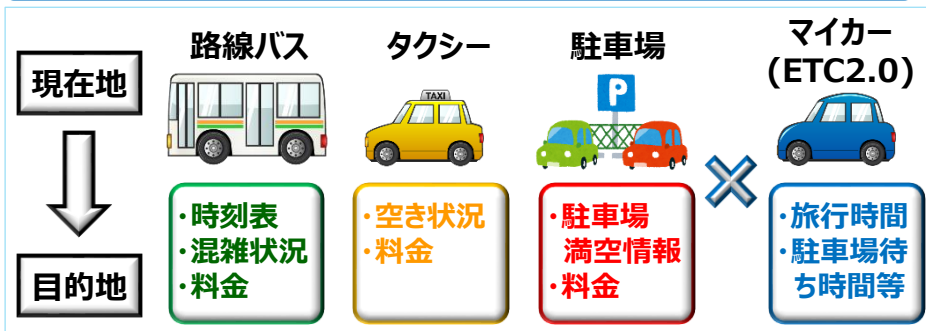 現在地
目的地
路線バス
・時刻表
・混雑状況
・料金
タクシー
TAXI
・空き状況
・料金
駐車場
P
・駐車場
満空情報
・料金
マイカー
(ETC2.0)
・旅行時間
・駐車場待
ち時間等